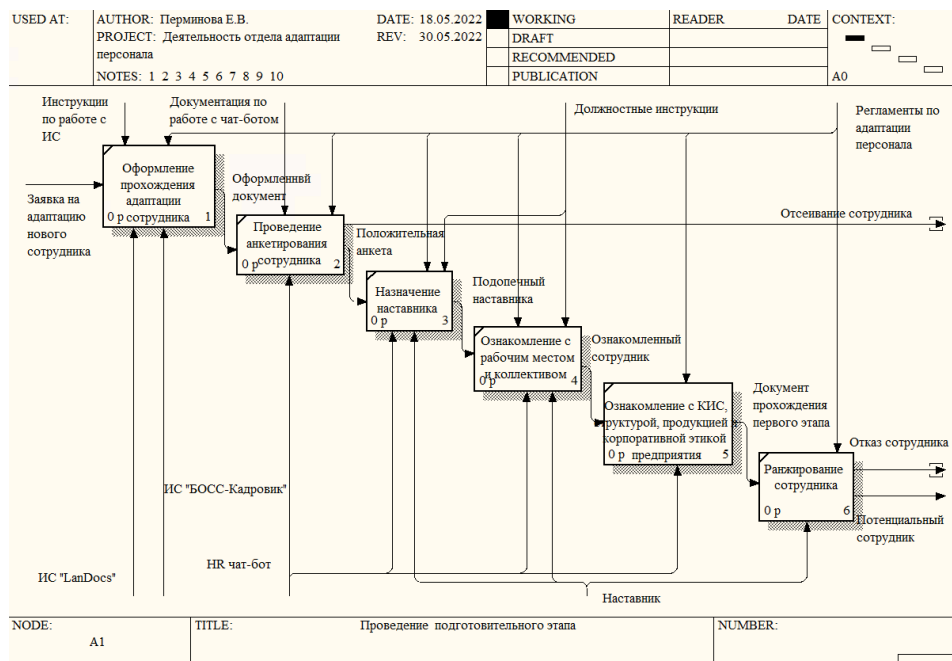 USED AT:
AUTHOR: Перминова Е.В.
DATE: 18.05.2022
WORKING
READER
DATE
CONTEXT:
PROJECT: Деятельность отдела адаптации
персонала
REV: 30.05.2022
DRAFT
RECOMMENDED
NOTES: 1 2 3 4 5 6 7 8 9 10
PUBLICATION
A0
Инструкции
по работе с
ИС
Документация по
работе с чат-ботом
Должностные инструкции
Регламенты по
адаптации
персонала
Оформление
прохождения
адаптации
сотрудника
0 р
1
Заявка на
адаптацию
нового
сотрудника
Оформленнвй
документ
Отсеивание сотрудника
Проведение
анкетирования
сотрудника
0 р
2
Положительная
анкета
Назначение
наставника
0 р
3
Подопечный
наставника
Ознакомление с
рабочим местом
и коллективом
0 р
4
Ознакомленный
сотрудник
Ознакомление с КИС,
структурой, продукцией и
корпоративной этикой
предприятия
0 р
5
Документ
прохождения
первого этапа
Отказ сотрудника
Ранжирование
сотрудника
0 р
6
Потенциальный
сотрудник
ИС "БОСС-Кадровик"
HR чат-бот
ИС "LanDocs"
Наставник
NODE:
A1
TITLE:
Проведение подготовительного этапа
NUMBER: